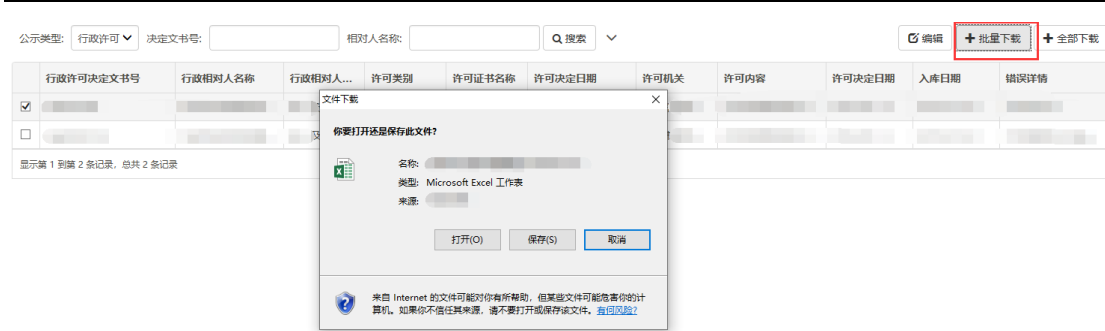 公示类型: 行政许可 决定文书号: 相对人名称: 搜索 编辑 批量下载 全部下载
行政许可决定文书号 行政相对人名称 行政相对人... 许可类别 许可证书名称 许可决定日期 许可机关 许可内容 许可决定日期 入库日期 错误详情
显示第 1 到第 2 条记录, 总共 2 条记录
文件下载
你要打开还是保存此文件?
名称:
类型: Microsoft Excel 工作表
来源:
打开(O) 保存(S) 取消
来自 Internet 的文件可能对你有所帮助, 但某些文件可能危害你的计
算机。如果你不信任其来源, 请不要打开或保存该文件。有何风险?